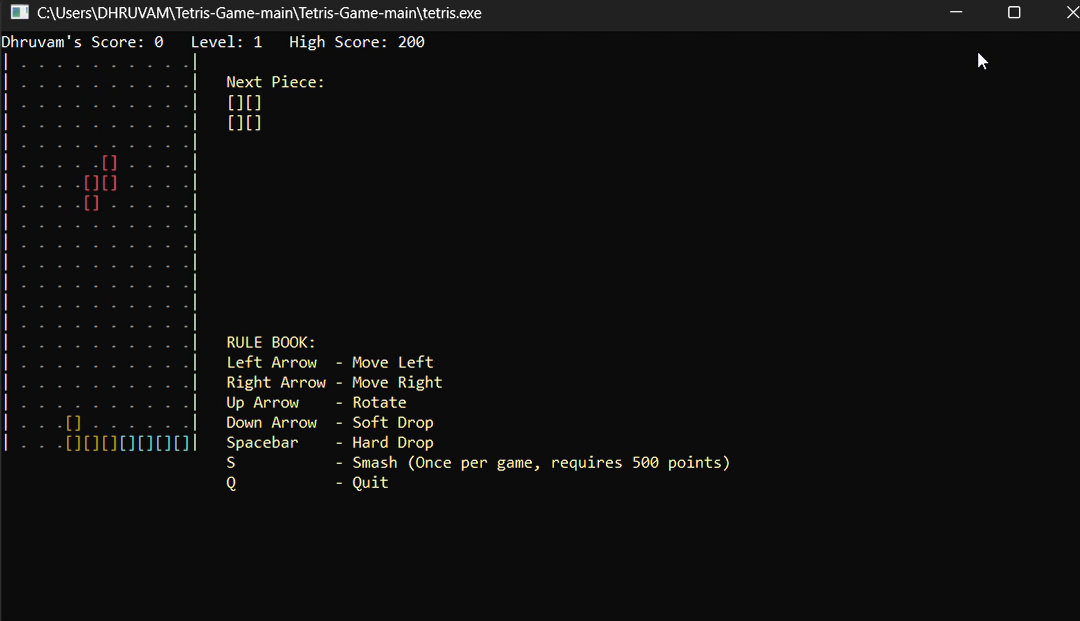 C:\Users\DHRUVAM\Tetris-Game-main\Tetris-Game-main\tetris.exe
Dhruvam's Score: 0   Level: 1   High Score: 200
Next Piece:
[][]
[][]
[]
[][]
[]
RULE BOOK:
Left Arrow  - Move Left
Right Arrow - Move Right
Up Arrow    - Rotate
[]
Down Arrow  - Soft Drop
[][][][][][][]
Spacebar    - Hard Drop
S           - Smash (Once per game, requires 500 points)
Q           - Quit